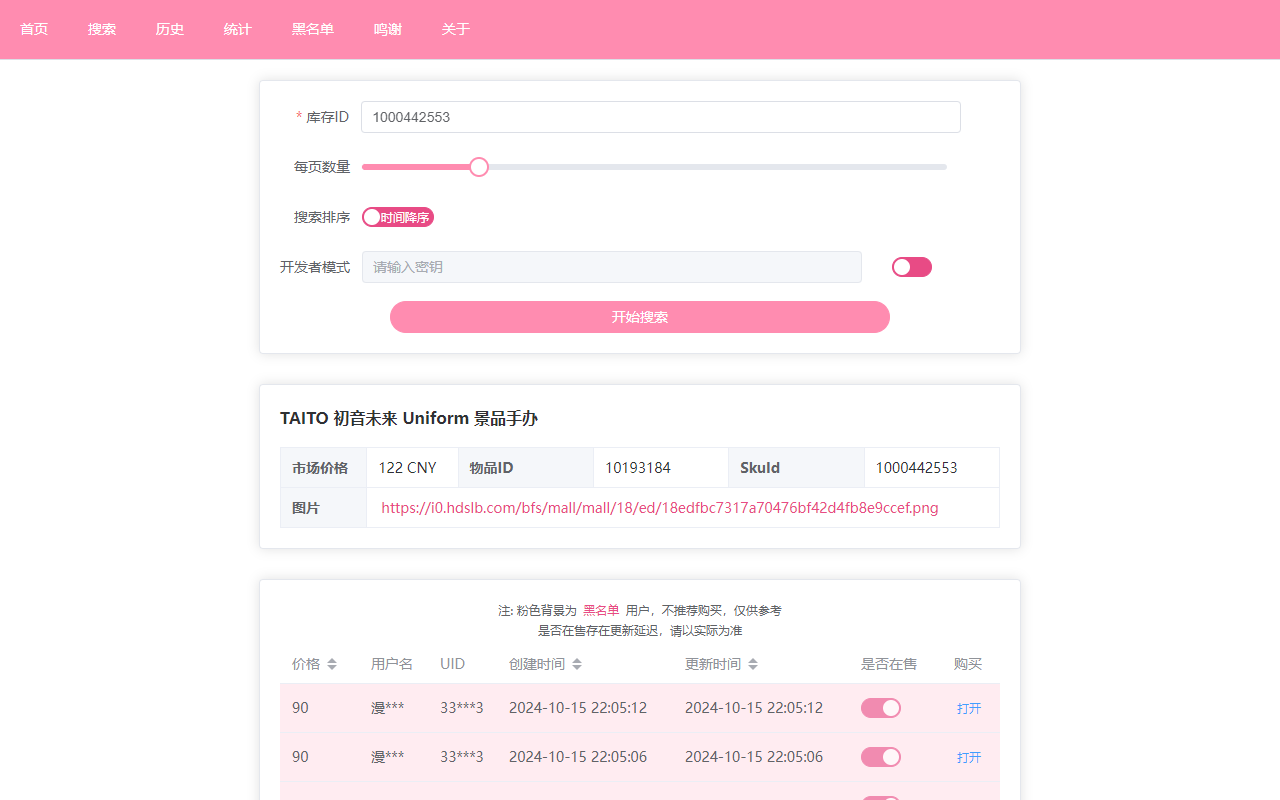 首页 搜索 历史 统计 黑名单 鸣谢 关于
* 库存ID 1000442553
每页数量
搜索排序 时间降序
开发者模式 请输入密钥
开始搜索
TAITO 初音未来 Uniform 景品手办
市场价格 122 CNY 物品ID 10193184 SkuId 1000442553
图片 https://i0.hdslb.com/bfs/mall/mall/18/ed/18edfbc7317a70476bf42d4fb8e9ccef.png
注: 粉色背景为 黑名单 用户，不推荐购买，仅供参考
是否在售存在更新延迟，请以实际为准
价格 用户名 UID 创建时间 更新时间 是否在售 购买
90 漫*** 33***3 2024-10-15 22:05:12 2024-10-15 22:05:12 打开
90 漫*** 33***3 2024-10-15 22:05:06 2024-10-15 22:05:06 打开